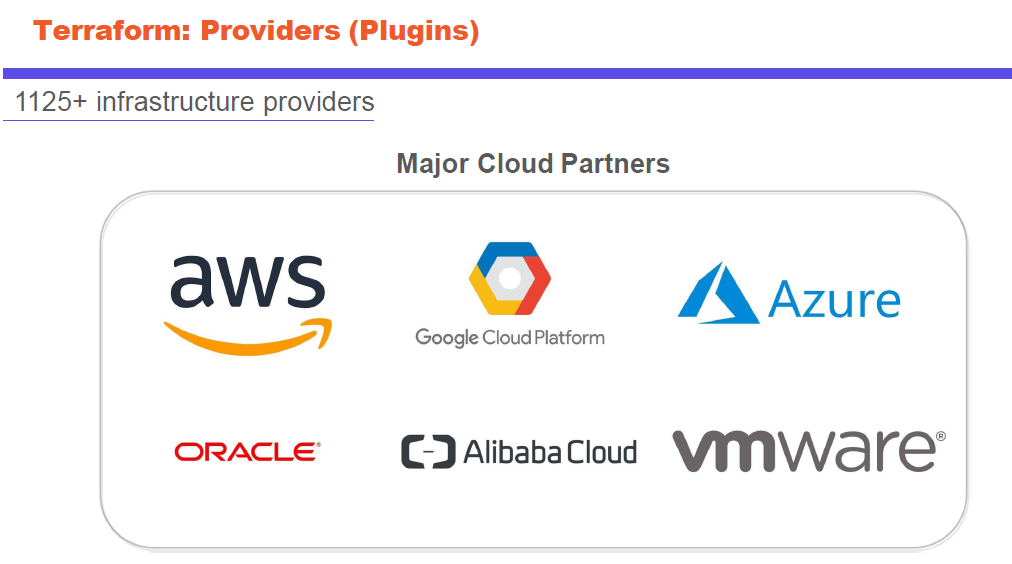 Terraform: Providers (Plugins)
1125+ infrastructure providers
Major Cloud Partners
aws
Google Cloud Platform
Azure
ORACLE®
Alibaba Cloud
vmware®